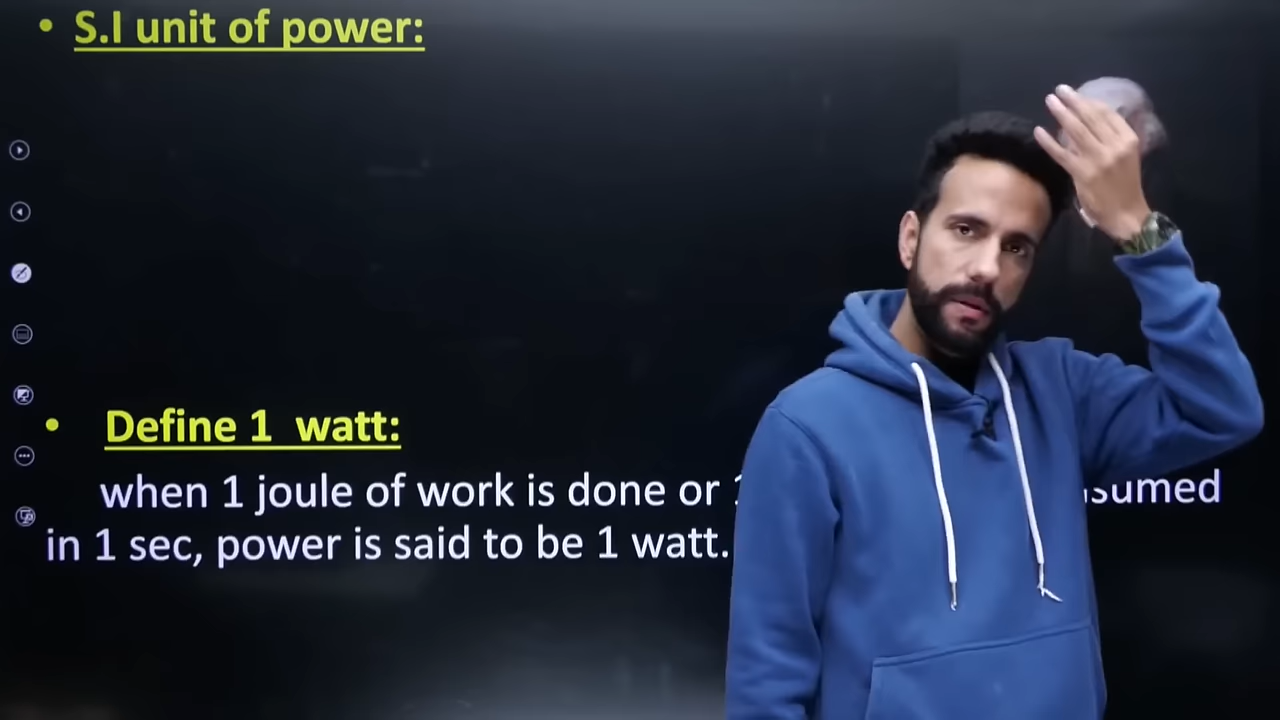 • S.I unit of power:
• Define 1 watt:
when 1 joule of work is done or
in 1 sec, power is said to be 1 watt.